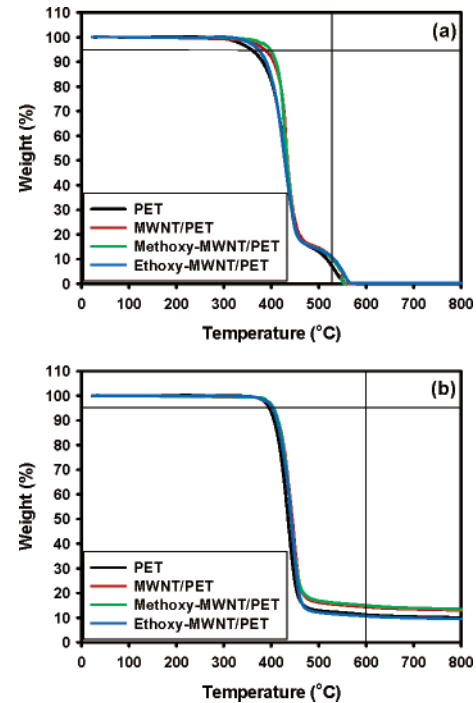 (a)
110
100
90
80
70
60
50
40
30
20
10
0
Weight (%)
PET
MWNT/PET
Methoxy-MWNT/PET
Ethoxy-MWNT/PET
0 100 200 300 400 500 600 700 800
Temperature (°C)
(b)
110
100
90
80
70
60
50
40
30
20
10
0
Weight (%)
PET
MWNT/PET
Methoxy-MWNT/PET
Ethoxy-MWNT/PET
0 100 200 300 400 500 600 700 800
Temperature (°C)